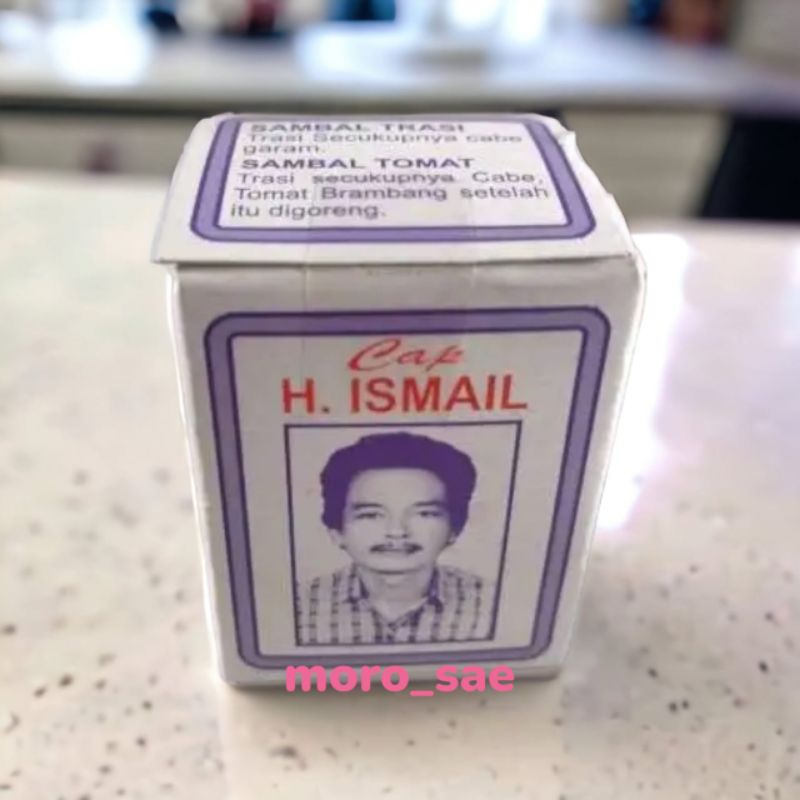 SAMBAL TRASI
Trasi Secukupnya cabe
garam.
SAMBAL TOMAT
Trasi secukupnya Cabe,
Tomat Brambang setelah
itu digoreng.
Cap
H. ISMAIL
moro_sae